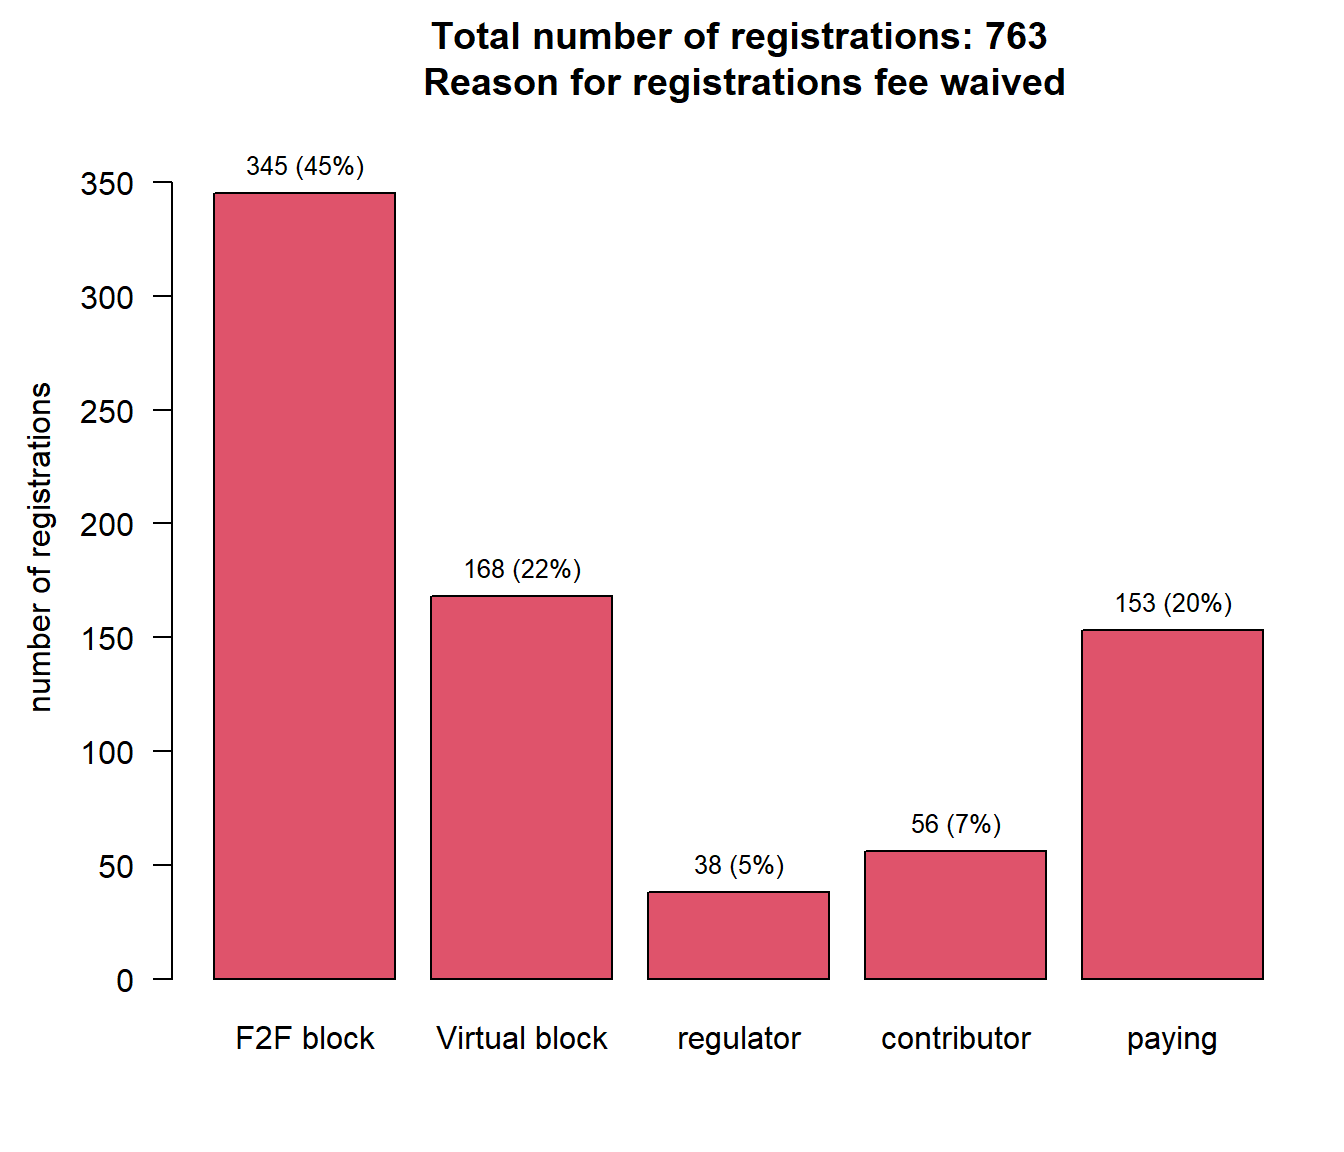 Total number of registrations: 763
Reason for registrations fee waived
number of registrations
350
300
250
200
150
100
50
0
345 (45%)
168 (22%)
38 (5%)
56 (7%)
153 (20%)
F2F block
Virtual block
regulator
contributor
paying